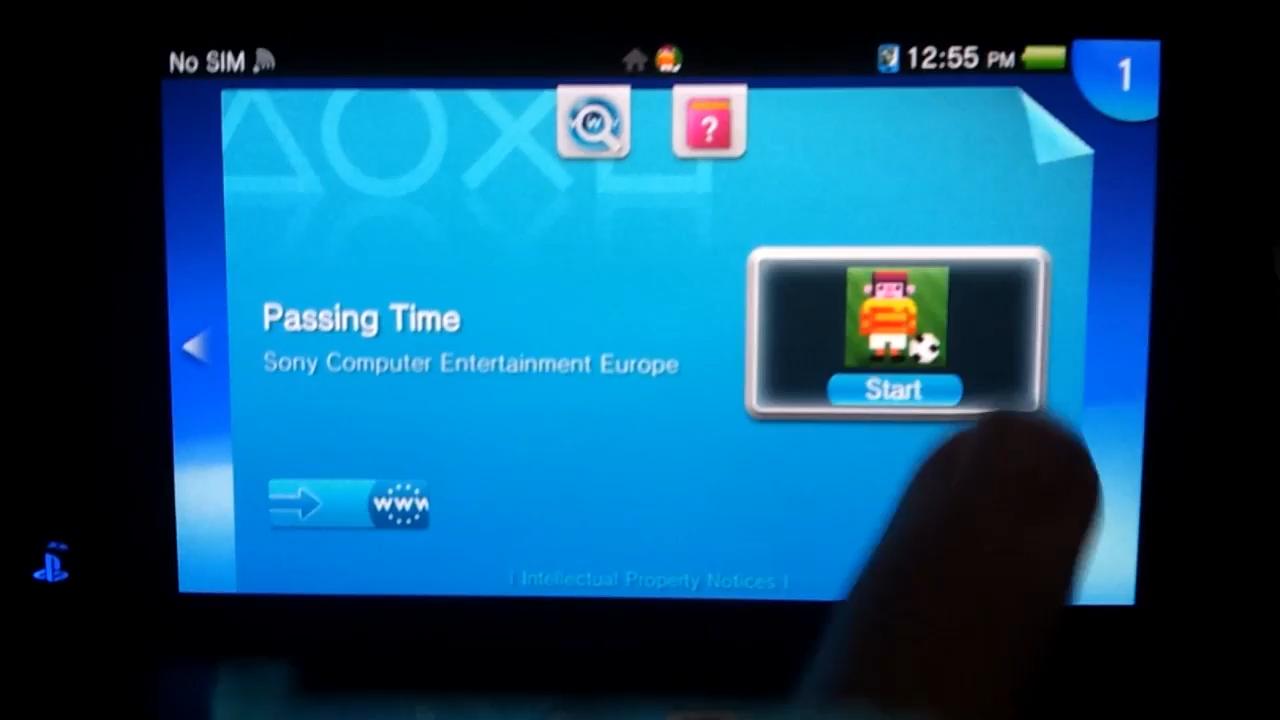 No SIM
12:55 PM
1
W
?
Passing Time
Sony Computer Entertainment Europe
Start
www
| Intellectual Property Notices |